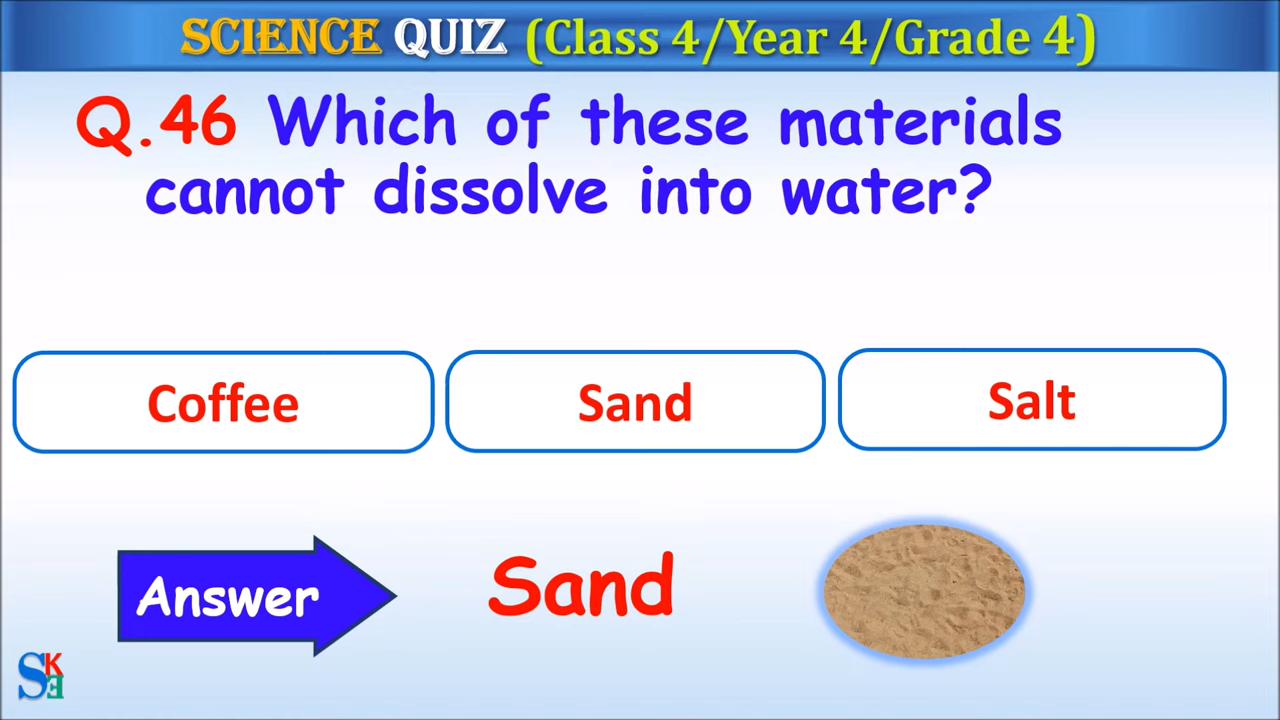 SCIENCE QUIZ (Class 4/Year 4/Grade 4)
Q.46 Which of these materials
cannot dissolve into water?
Coffee Sand Salt
Answer Sand
SKE